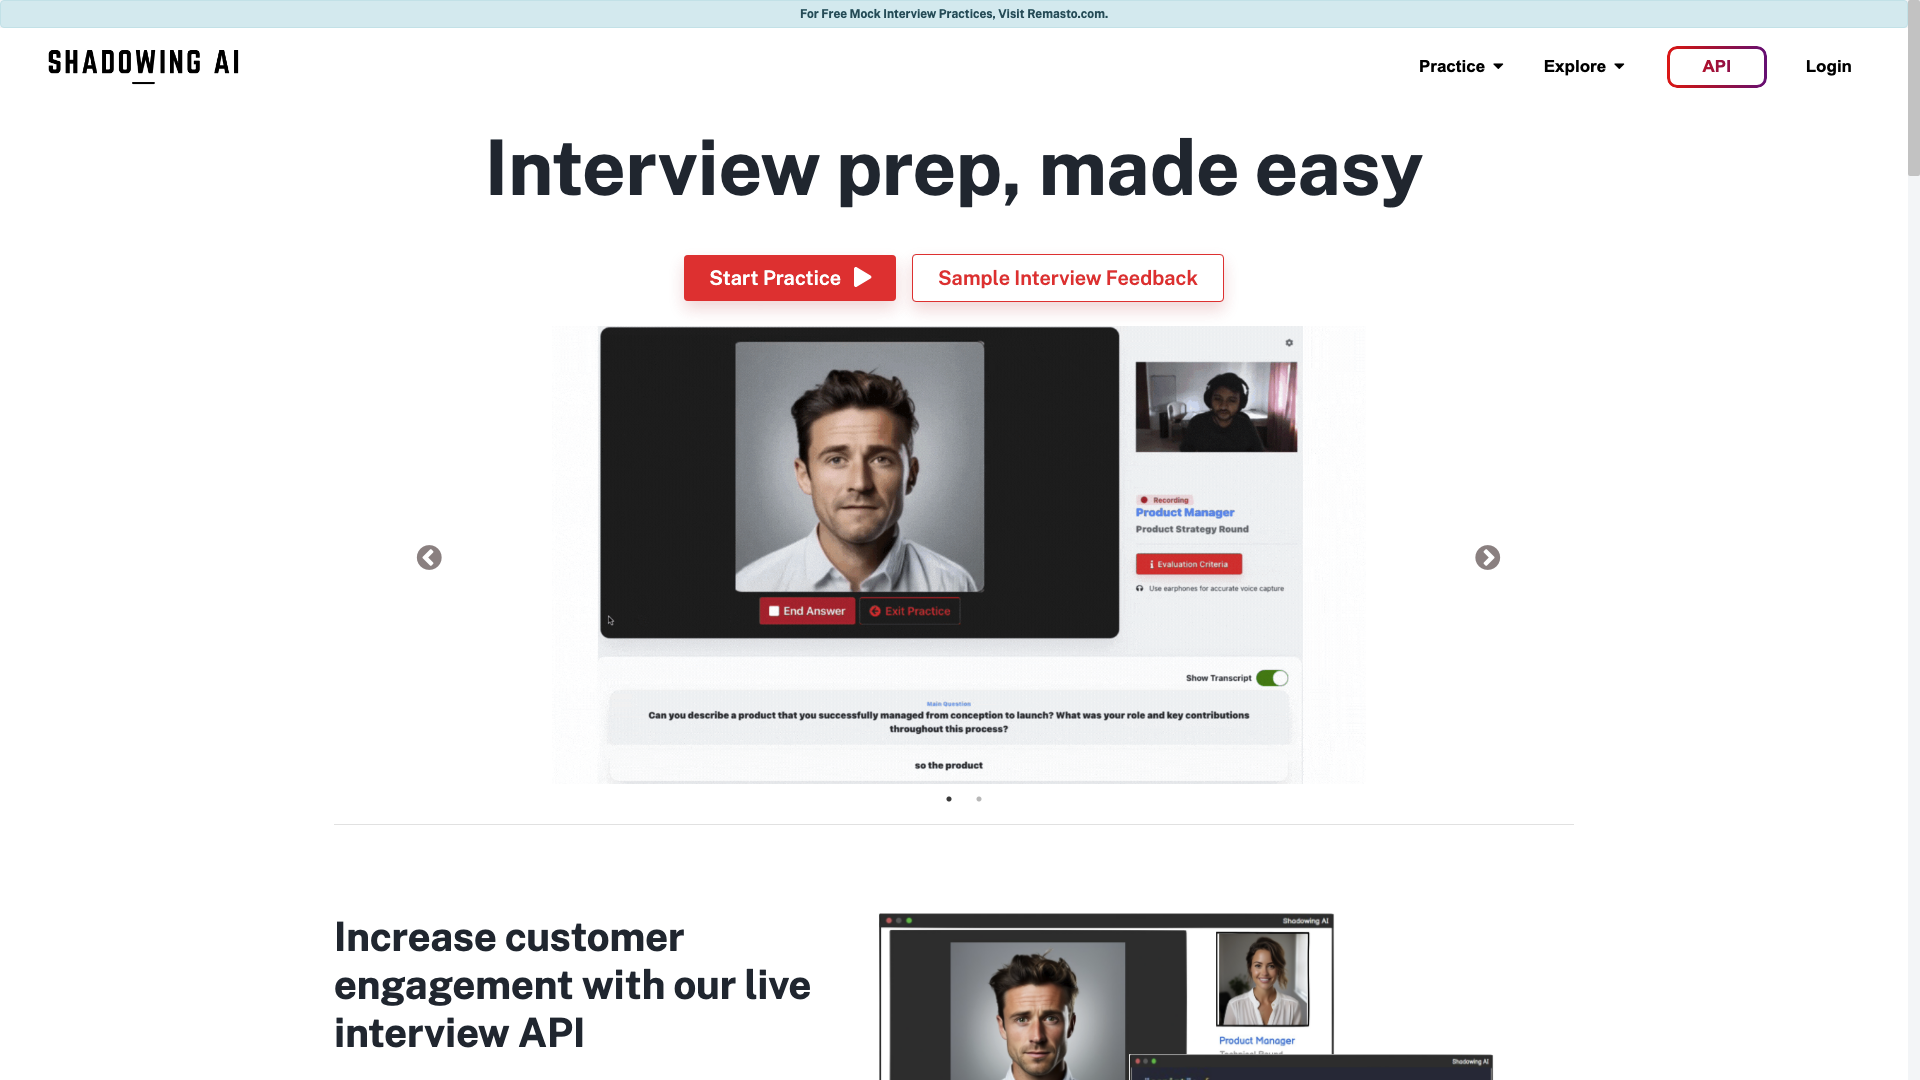 For Free Mock Interview Practices, Visit Remasto.com.
SHADOWING AI
Practice
Explore
API
Login
Interview prep, made easy
Start Practice
Sample Interview Feedback
Recording
Product Manager
Product Strategy Round
Evaluation Criteria
Use earphones for accurate voice capture
End Answer
Exit Practice
Show Transcript
Main Question
Can you describe a product that you successfully managed from conception to launch? What was your role and key contributions
throughout this process?
so the product
Increase customer
engagement with our live
interview API
Shadowing AI
Product Manager
Technical Round
Shadowing AI